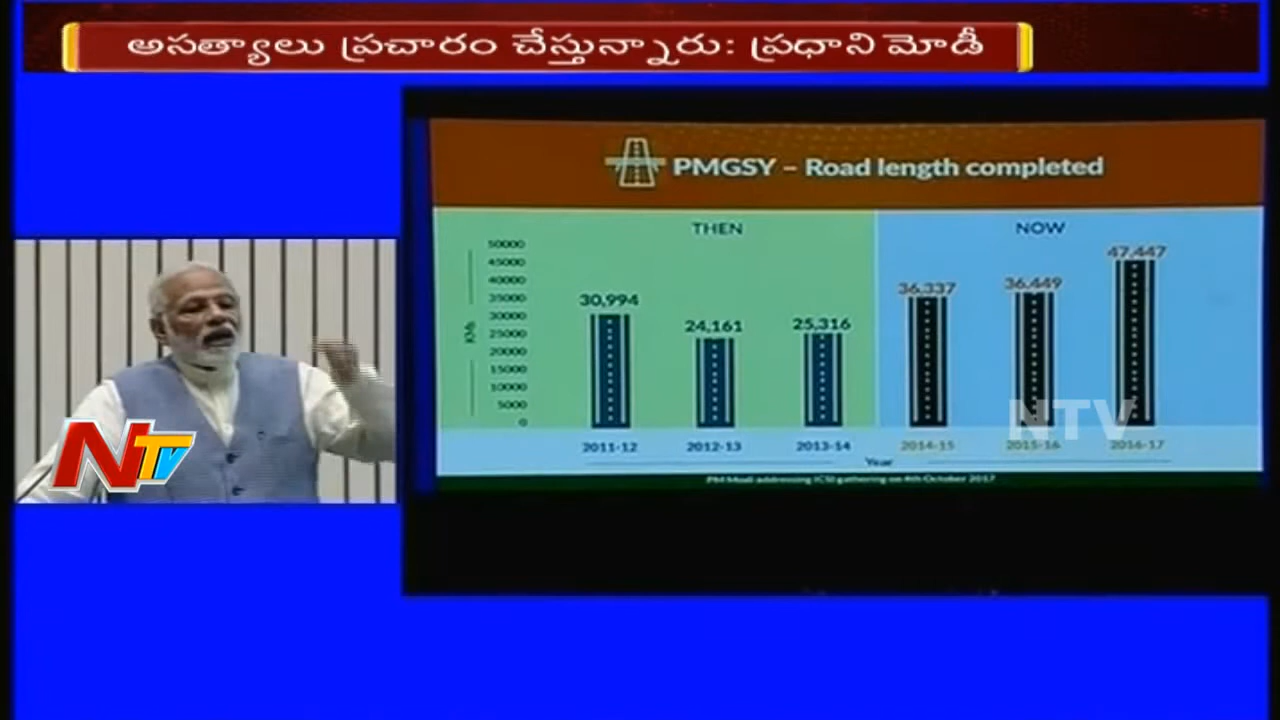 అసత్యాలు ప్రచారం చేస్తున్నారు: ప్రధాని మోడీ
PMGSY – Road length completed
THEN
NOW
50000
45000
40000
35000
30000
25000
20000
15000
10000
5000
0
KMs
30,994
24,161
25,316
36,337
36,449
47,447
2011-12
2012-13
2013-14
2014-15
2015-16
2016-17
Year
PM Modi addressing ICSI gathering on 4th October 2017
NTV
NTV